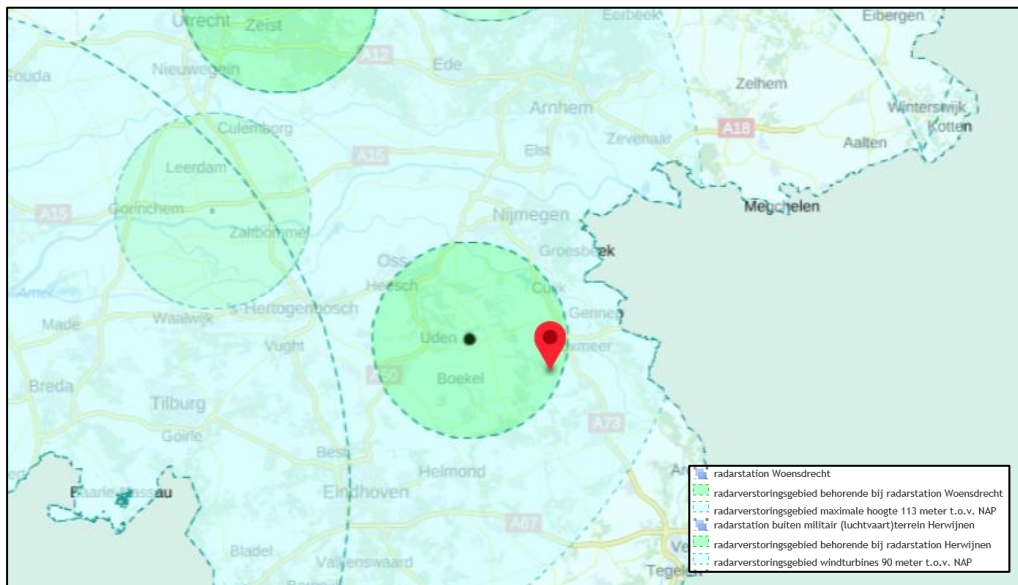 Utrecht
Zeist
Eerbeek
Eibergen
A12
Ede
Nieuwegein
Gouda
Zelhem
Arnhem
Winterswijk
Kotten
Culemborg
A18
Zevenaar
Aalten
A15
Elst
Leerdam
Megchelen
Gorinchem
A15
Nijmegen
Zaltbommel
Groesbeek
Oss
Heesch
Cuijk
's Hertogenbosch
Gennep
Made
Waalwijk
Uden
Vught
A50
Boekel
Breda
Tilburg
A73
Goirle
Best
Helmond
Baarle-Nassau
Eindhoven
A67
Bladel
Valkenswaard
Tegelen
radarstation Woensdrecht
radarverstoringsgebied behorende bij radarstation Woensdrecht
radarverstoringsgebied maximale hoogte 113 meter t.o.v. NAP
radarstation buiten militair (luchtvaart)terrein Herwijnen
radarverstoringsgebied behorende bij radarstation Herwijnen
radarverstoringsgebied windturbines 90 meter t.o.v. NAP